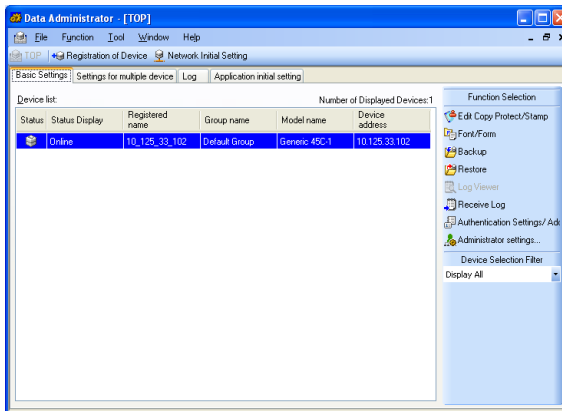 Data Administrator - [TOP]
File Function Tool Window Help
TOP Registration of Device Network Initial Setting
Basic Settings Settings for multiple device Log Application initial setting
Device list: Number of Displayed Devices:1
Status Status Display Registered name Group name Model name Device address
Online 10_125_33_102 Default Group Generic 45C-1 10.125.33.102
Function Selection
Edit Copy Protect/Stamp
Font/Form
Backup
Restore
Log Viewer
Receive Log
Authentication Settings/ Add
Administrator settings...
Device Selection Filter
Display All